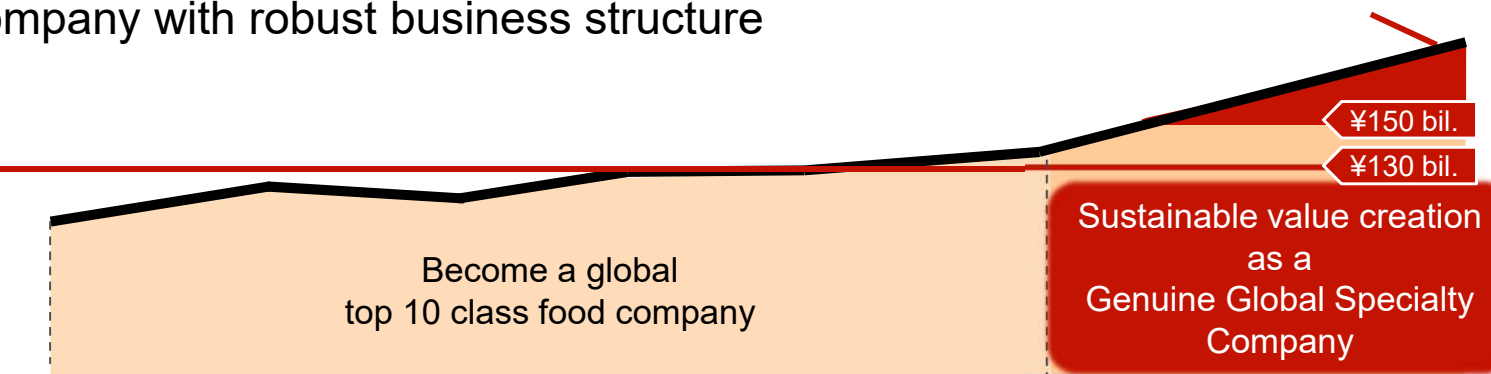 company with robust business structure
¥150 bil.
¥130 bil.
Become a global
top 10 class food company
Sustainable value creation
as a
Genuine Global Specialty
Company